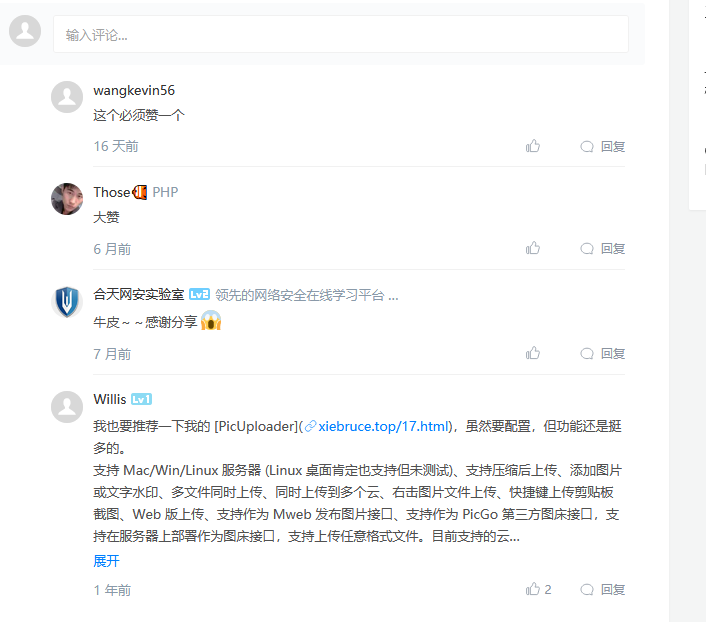 输入评论...
wangkevin56
这个必须赞一个
16 天前
回复
Those PHP
大赞
6 月前
回复
合天网安实验室 Lv2 领先的网络安全在线学习平台 ...
牛皮～～感谢分享
7 月前
回复
Willis Lv1
我也要推荐一下我的 [PicUploader](xiebruce.top/17.html)，虽然要配置，但功能还是挺
多的。
支持 Mac/Win/Linux 服务器 (Linux 桌面肯定也支持但未测试)、支持压缩后上传、添加图片
或文字水印、多文件同时上传、同时上传到多个云、右击图片文件上传、快捷键上传剪贴板
截图、Web 版上传、支持作为 Mweb 发布图片接口、支持作为 PicGo 第三方图床接口，支
持在服务器上部署作为图床接口，支持上传任意格式文件。目前支持的云...
展开
1 年前
2
回复